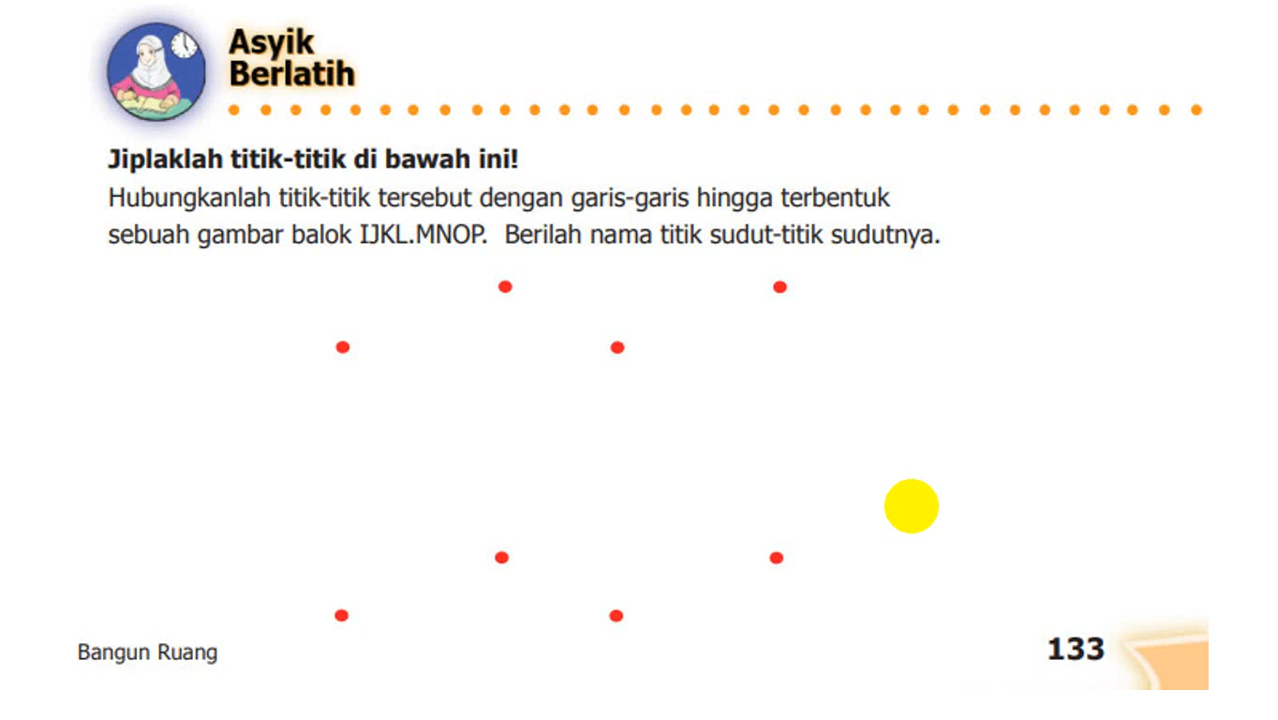 Asyik
Berlatih
Jiplaklah titik-titik di bawah ini!
Hubungkanlah titik-titik tersebut dengan garis-garis hingga terbentuk
sebuah gambar balok IJKL.MNOP. Berilah nama titik sudut-titik sudutnya.
Bangun Ruang
133